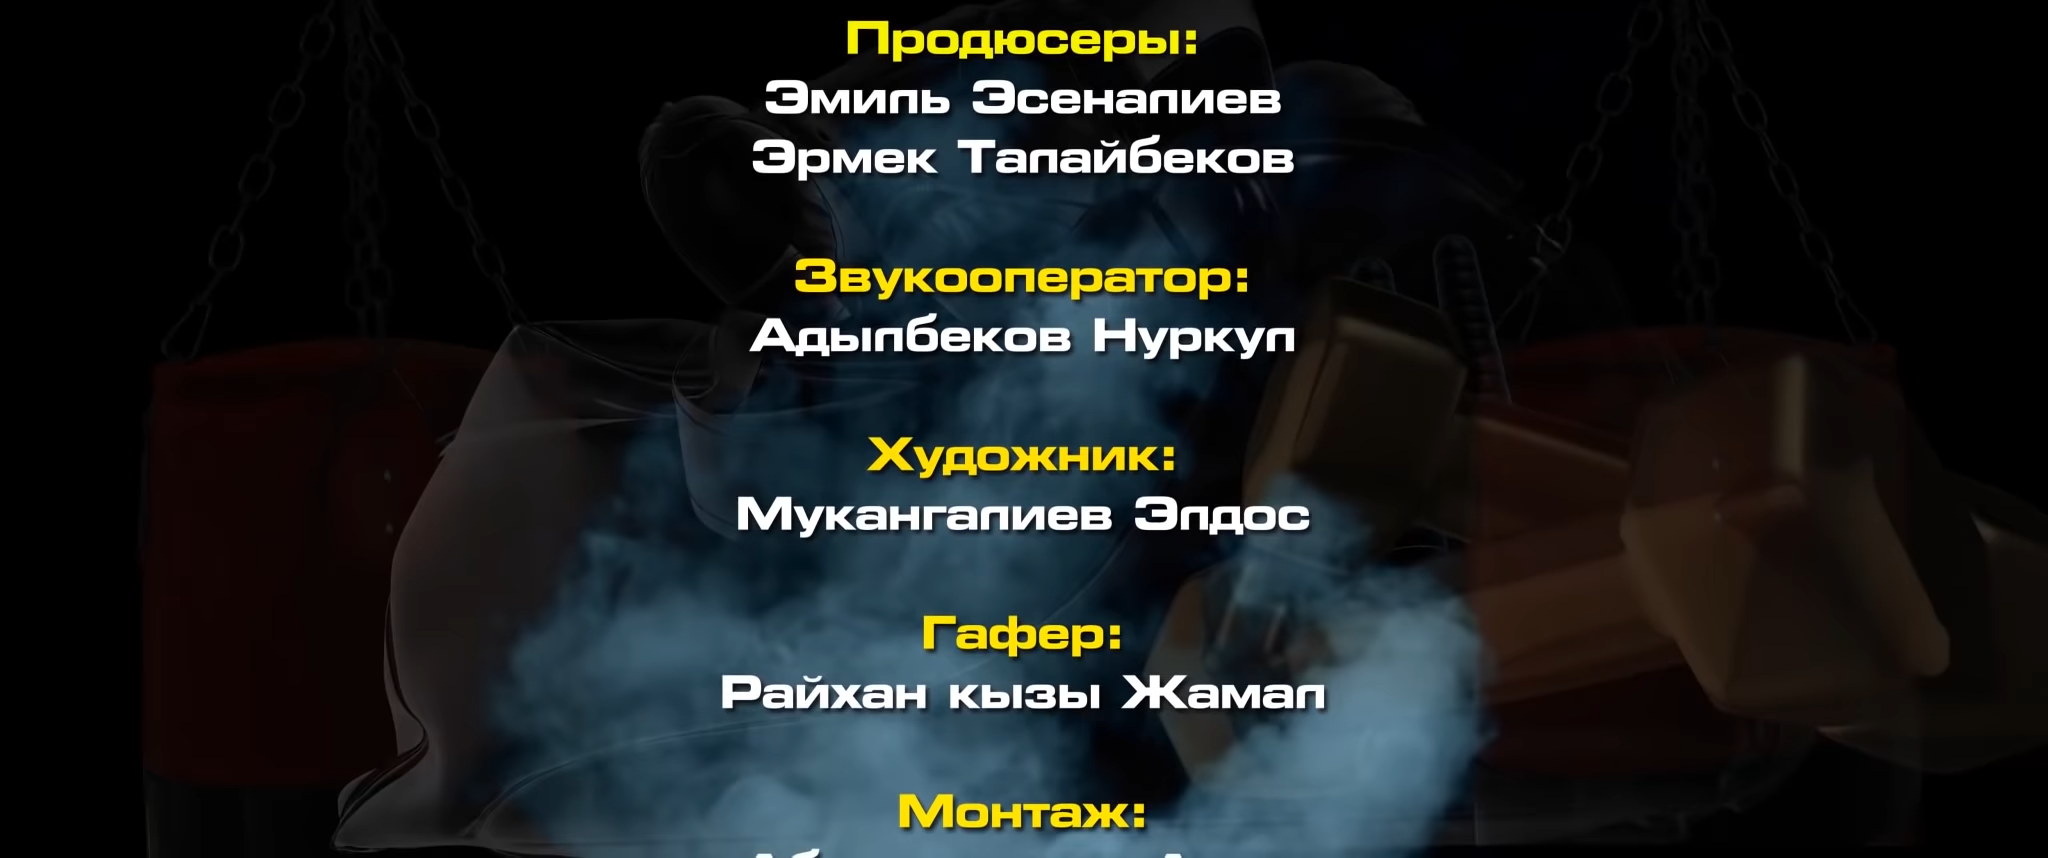 Продюсеры:
Эмиль Эсеналиев
Эрмек Талайбеков
Звукооператор:
Адылбеков Нуркул
Художник:
Мукангалиев Элдос
Гафер:
Райхан кызы Жамал
Монтаж: